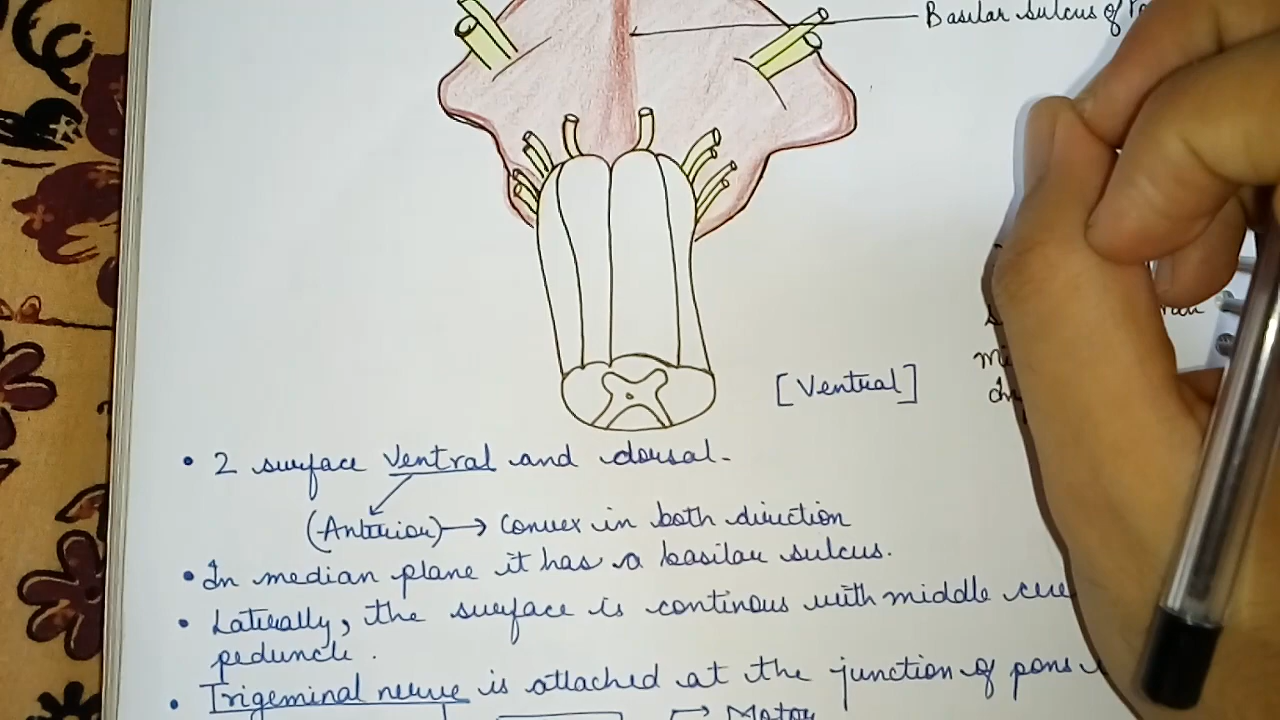 Basilar sulcus of
[Ventral]
• 2 surface ventral and dorsal.
(Anterior) → Convex in both direction
• In median plane it has a basilar sulcus.
• Laterally, the surface is continous with middle
peduncle.
• Trigeminal nerve is attached at the junction of pons
→ Motor